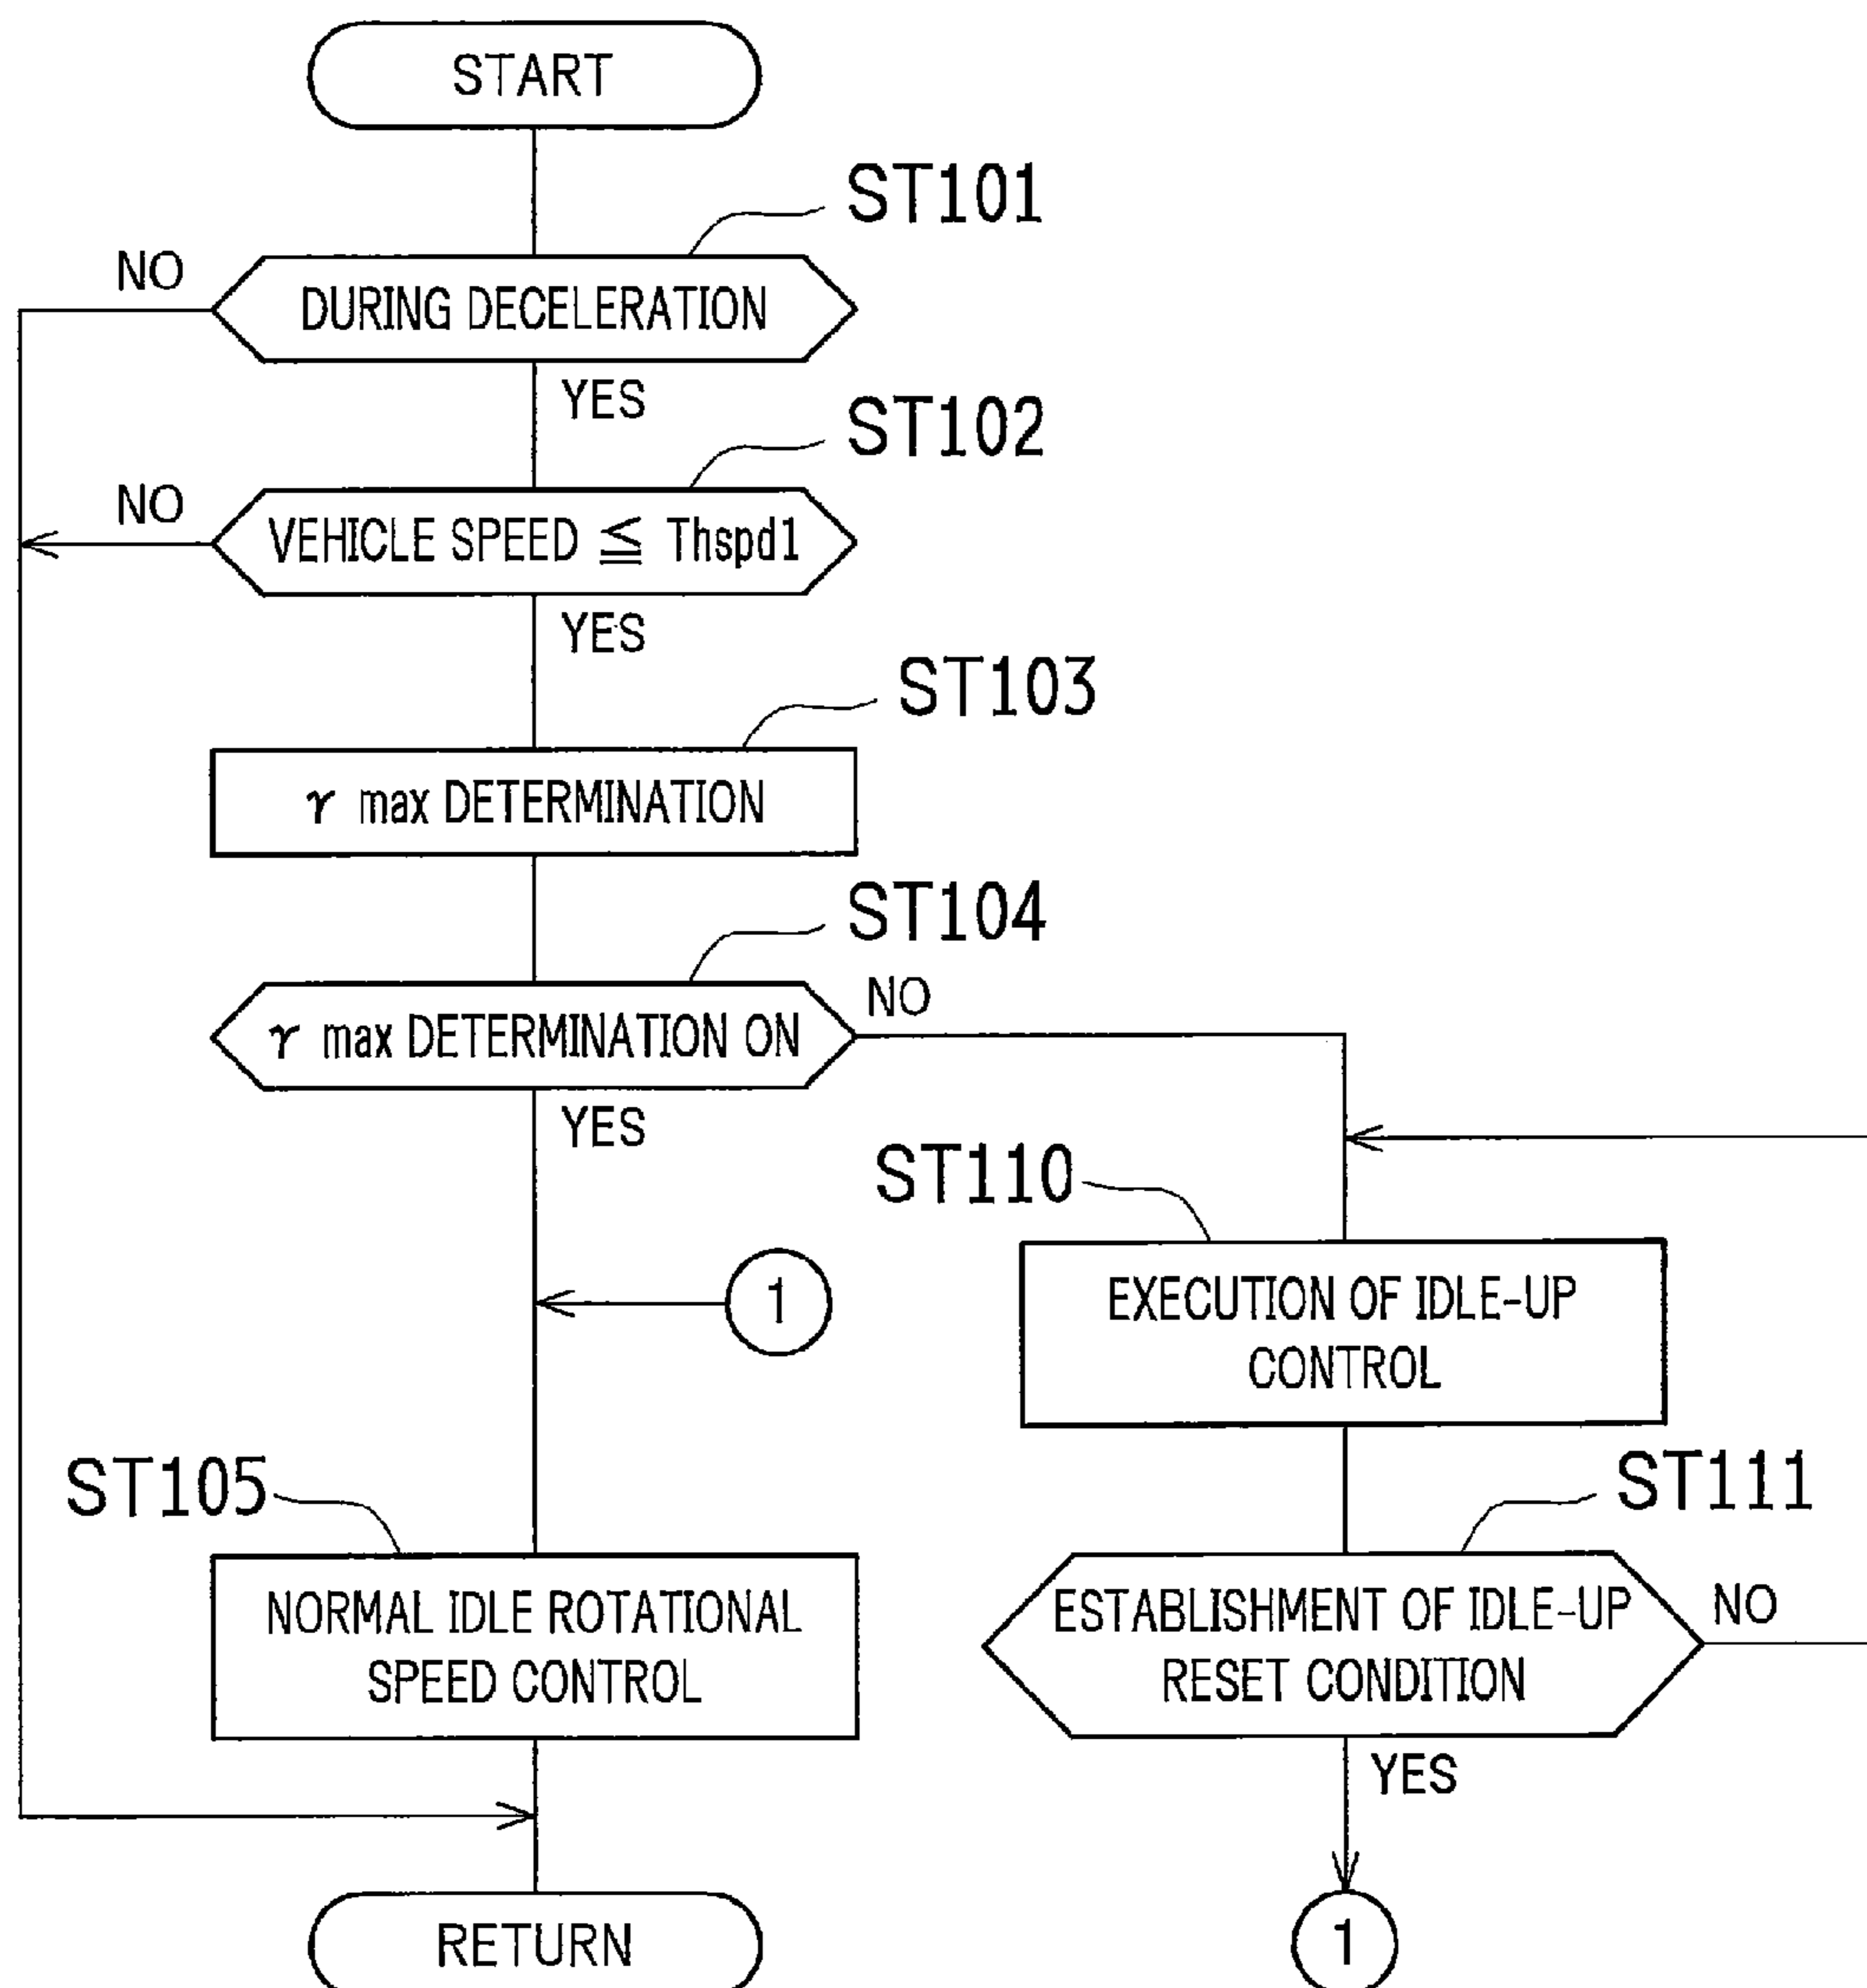 START
ST101
NO
DURING DECELERATION
YES
ST102
NO
VEHICLE SPEED ≦ Thspd1
YES
ST103
γ max DETERMINATION
ST104
γ max DETERMINATION ON
NO
YES
ST110
1
EXECUTION OF IDLE-UP
CONTROL
ST105
ST111
NORMAL IDLE ROTATIONAL
SPEED CONTROL
ESTABLISHMENT OF IDLE-UP
RESET CONDITION
NO
YES
RETURN
1